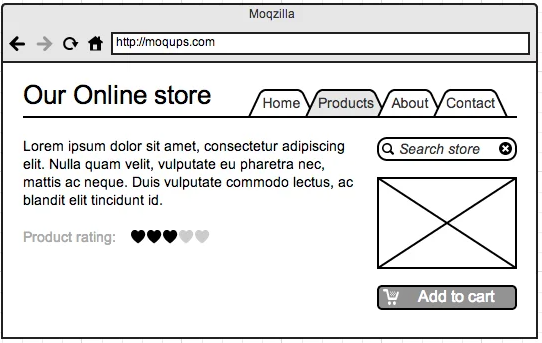 Moqzilla
http://moqups.com
Our Online store
Home Products About Contact
Lorem ipsum dolor sit amet, consectetur adipiscing
elit. Nulla quam velit, vulputate eu pharetra nec,
mattis ac neque. Duis vulputate commodo lectus, ac
blandit elit tincidunt id.
Search store
Product rating:
Add to cart